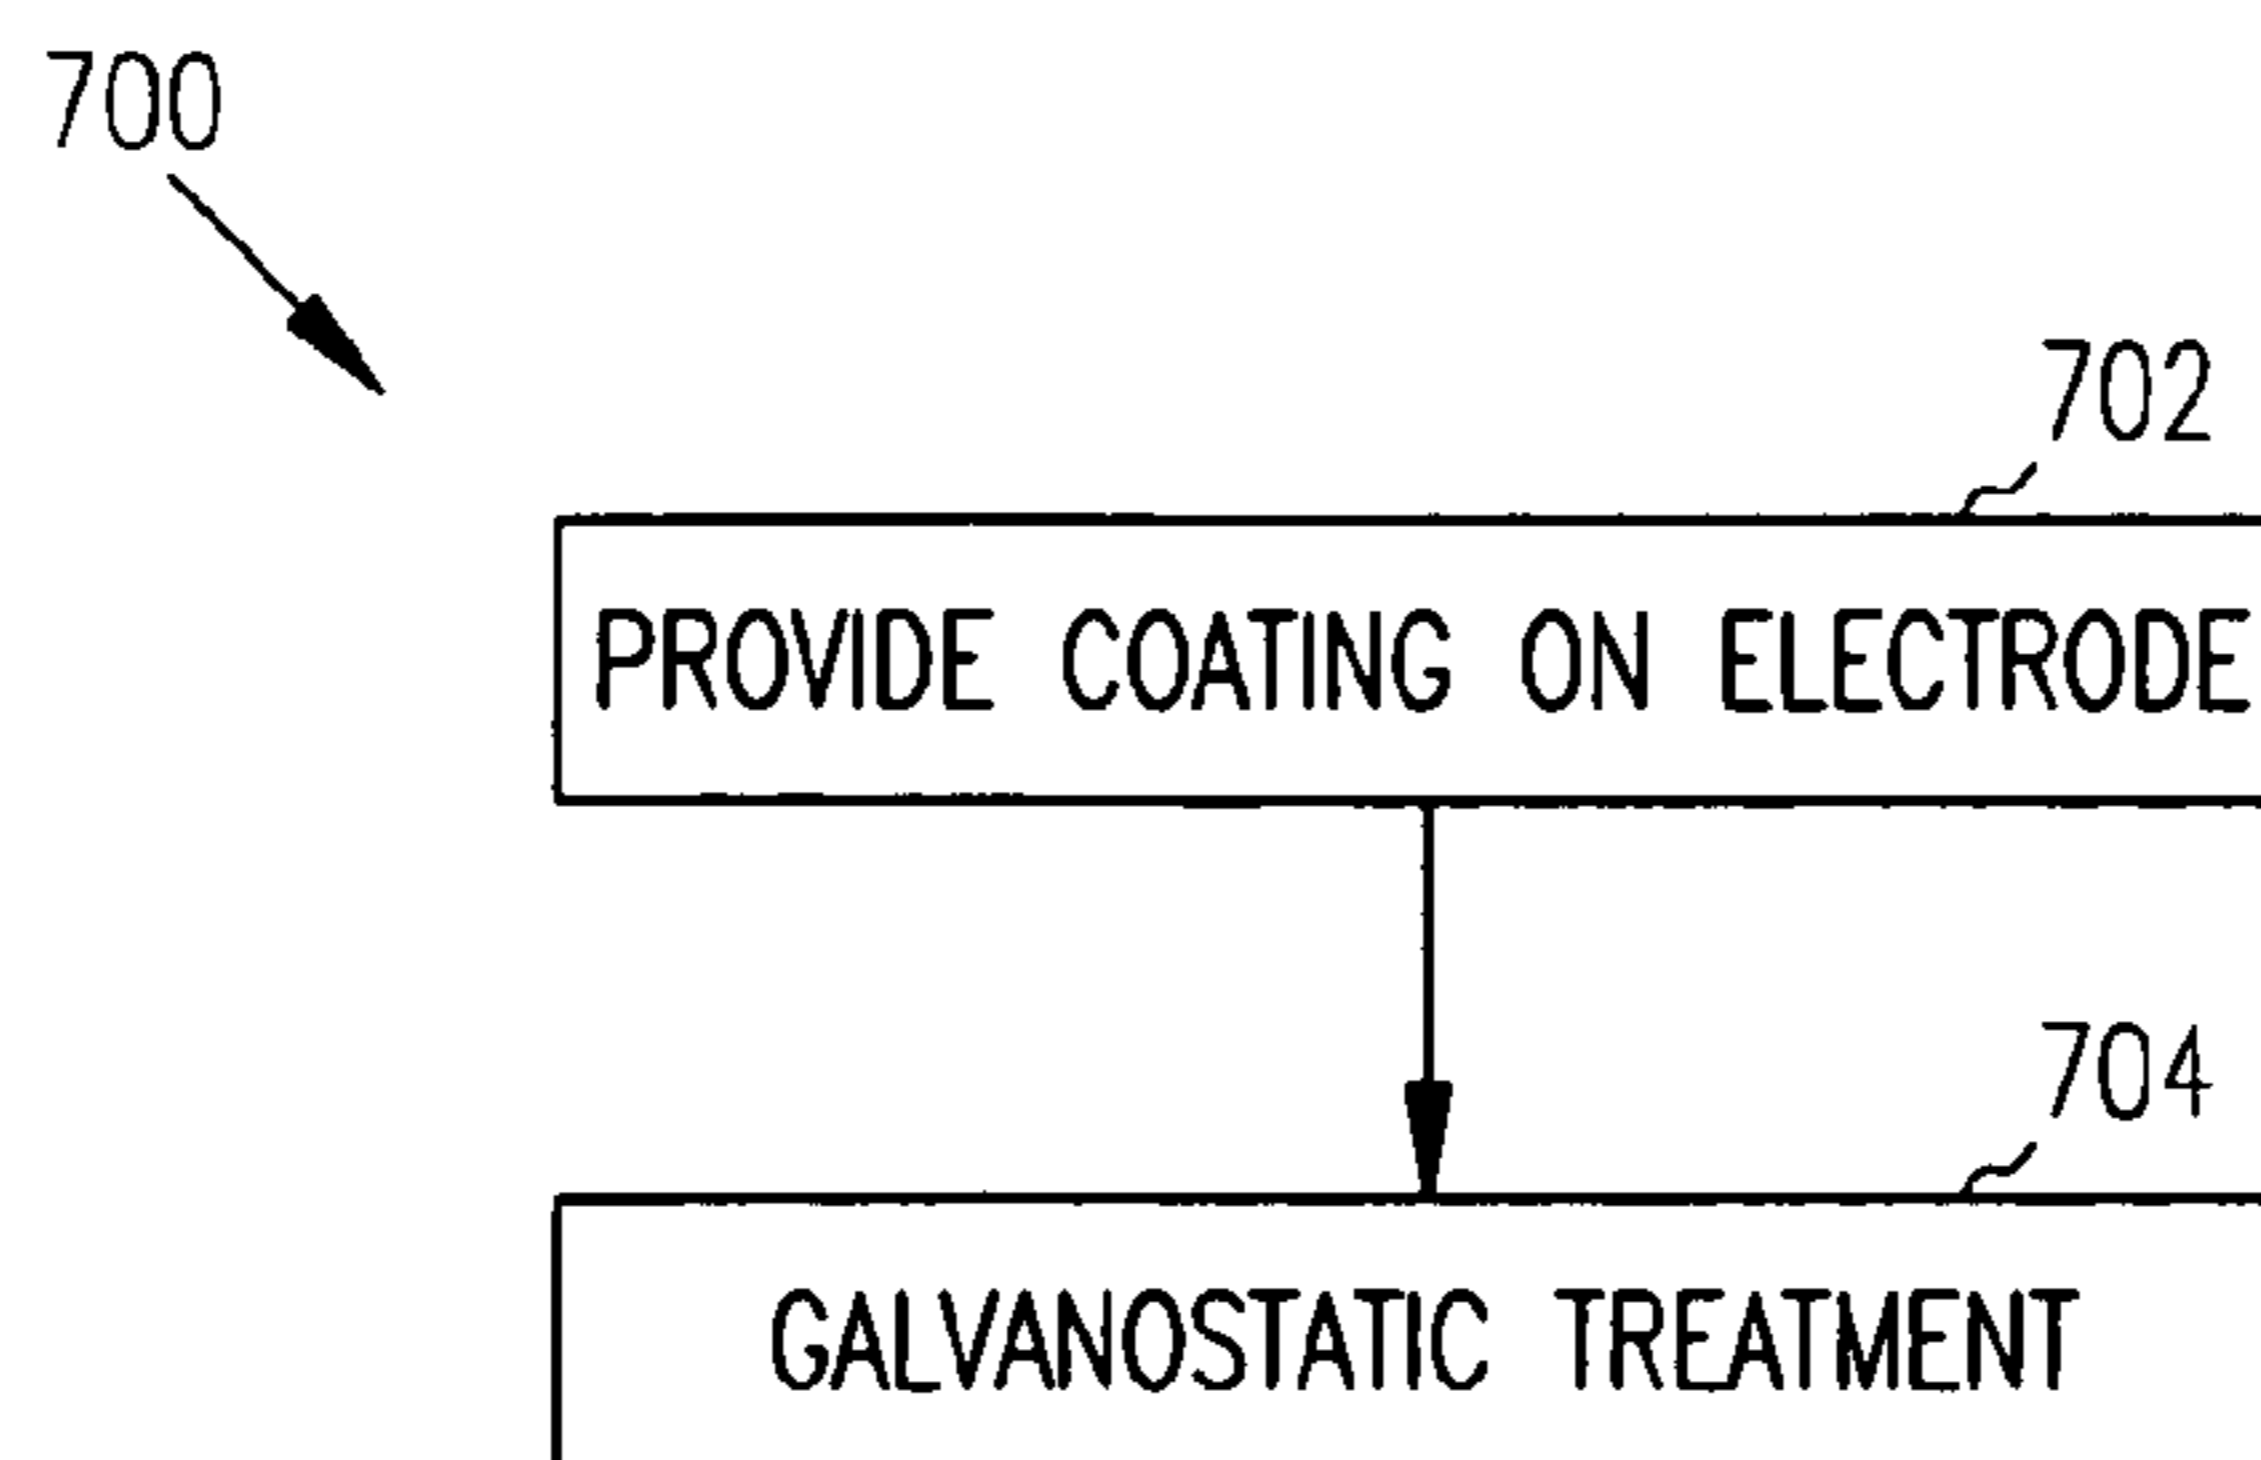 700
702
PROVIDE COATING ON ELECTRODE
704
GALVANOSTATIC TREATMENT